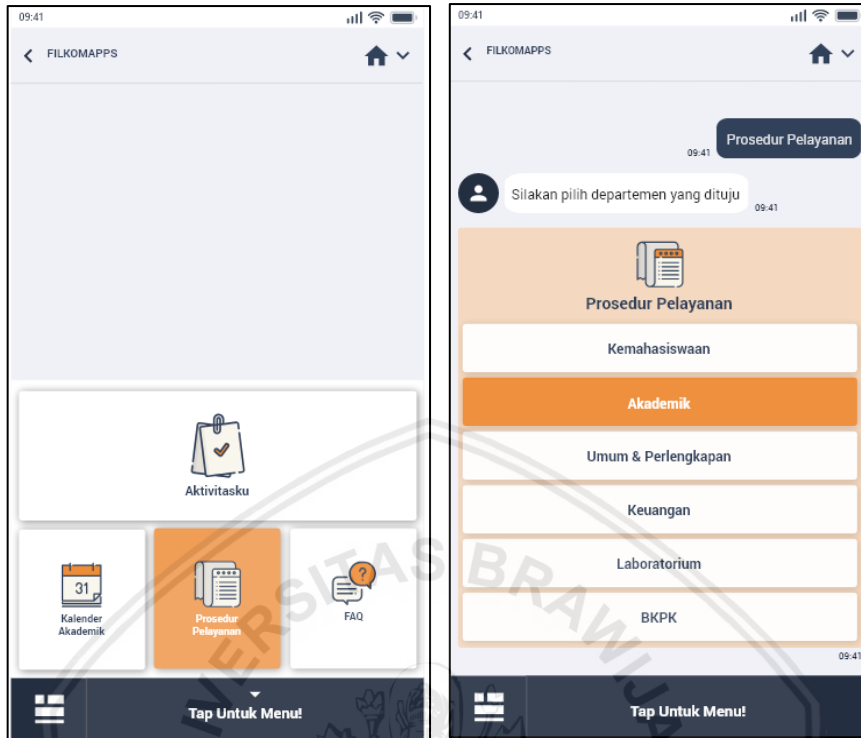 09:41
FILKOMAPPS
Aktivitasku
31
Kalender
Akademik
Prosedur
Pelayanan
?
FAQ
Tap Untuk Menu!
09:41
FILKOMAPPS
Prosedur Pelayanan
09:41
Silakan pilih departemen yang dituju
09:41
Prosedur Pelayanan
Kemahasiswaan
Akademik
Umum & Perlengkapan
Keuangan
Laboratorium
BKPK
09:41
Tap Untuk Menu!
VERSITAS BRAWIJA